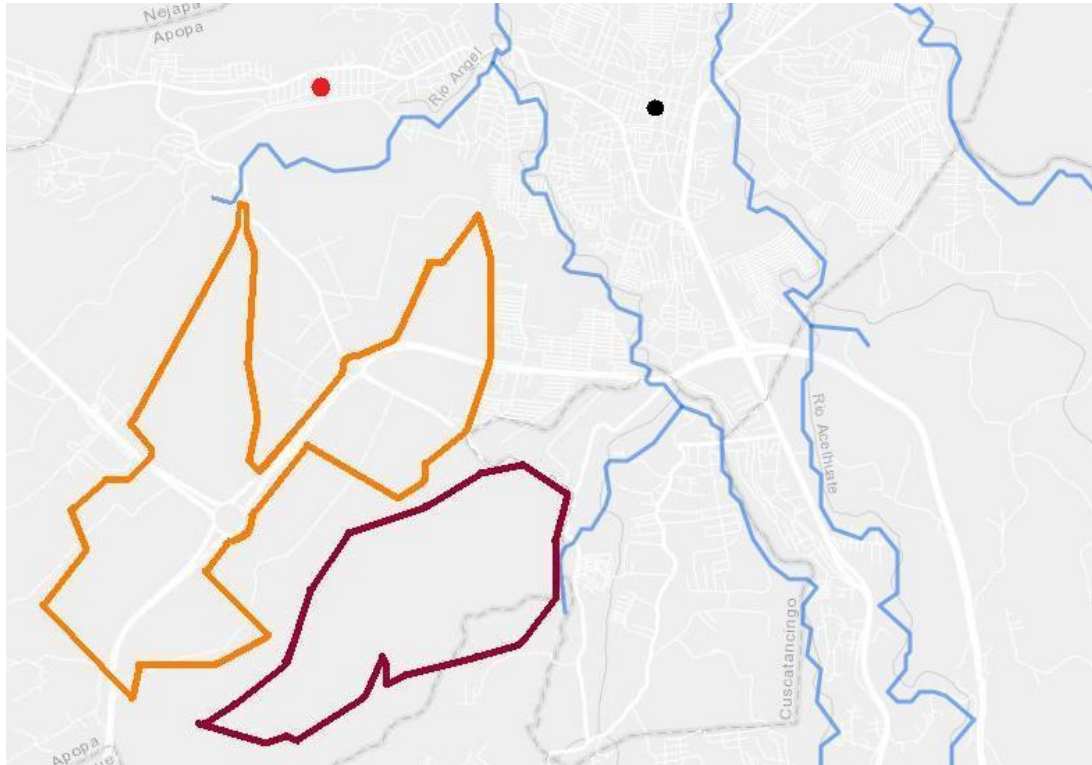 Nejapa
Apopa
Rio Angel
Rio Acelhuate
Cuscatancingo
Apopa